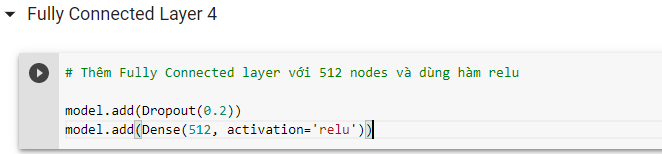 Fully Connected Layer 4
# Thêm Fully Connected layer với 512 nodes và dùng hàm relu
model.add(Dropout(0.2))
model.add(Dense(512, activation='relu'))